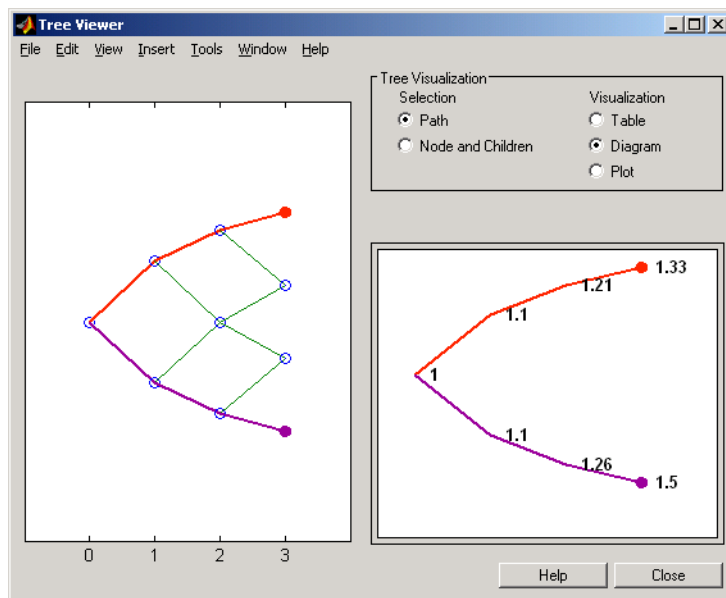 Tree Viewer
File Edit View Insert Tools Window Help
Tree Visualization
Selection
Visualization
Path
Table
Node and Children
Diagram
Plot
1.33
1.21
1.1
1
1.1
1.26
1.5
0 1 2 3
Help
Close